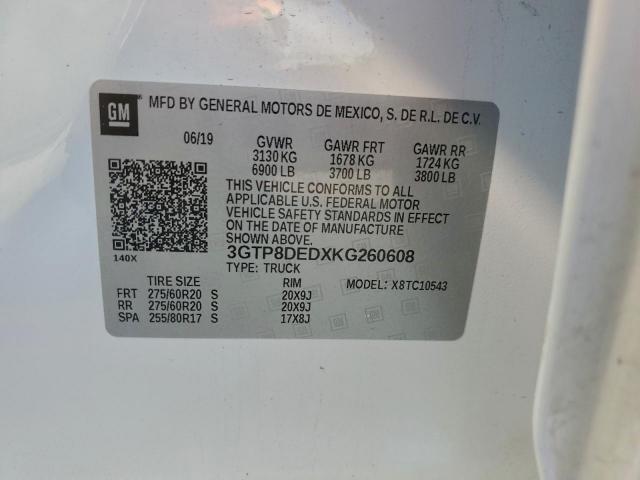 GM MFD BY GENERAL MOTORS DE MEXICO, S. DE R.L. DE C.V.
06/19 GVWR GAWR FRT GAWR RR
3130 KG 1678 KG 1724 KG
6900 LB 3700 LB 3800 LB
THIS VEHICLE CONFORMS TO ALL
APPLICABLE U.S. FEDERAL MOTOR
VEHICLE SAFETY STANDARDS IN EFFECT
ON THE DATE OF MANUFACTURE
SHOWN ABOVE.
140X 3GTP8DEDXKG260608
TYPE: TRUCK
TIRE SIZE RIM MODEL: X8TC10543
FRT 275/60R20 S 20X9J
RR 275/60R20 S 20X9J
SPA 255/80R17 S 17X8J